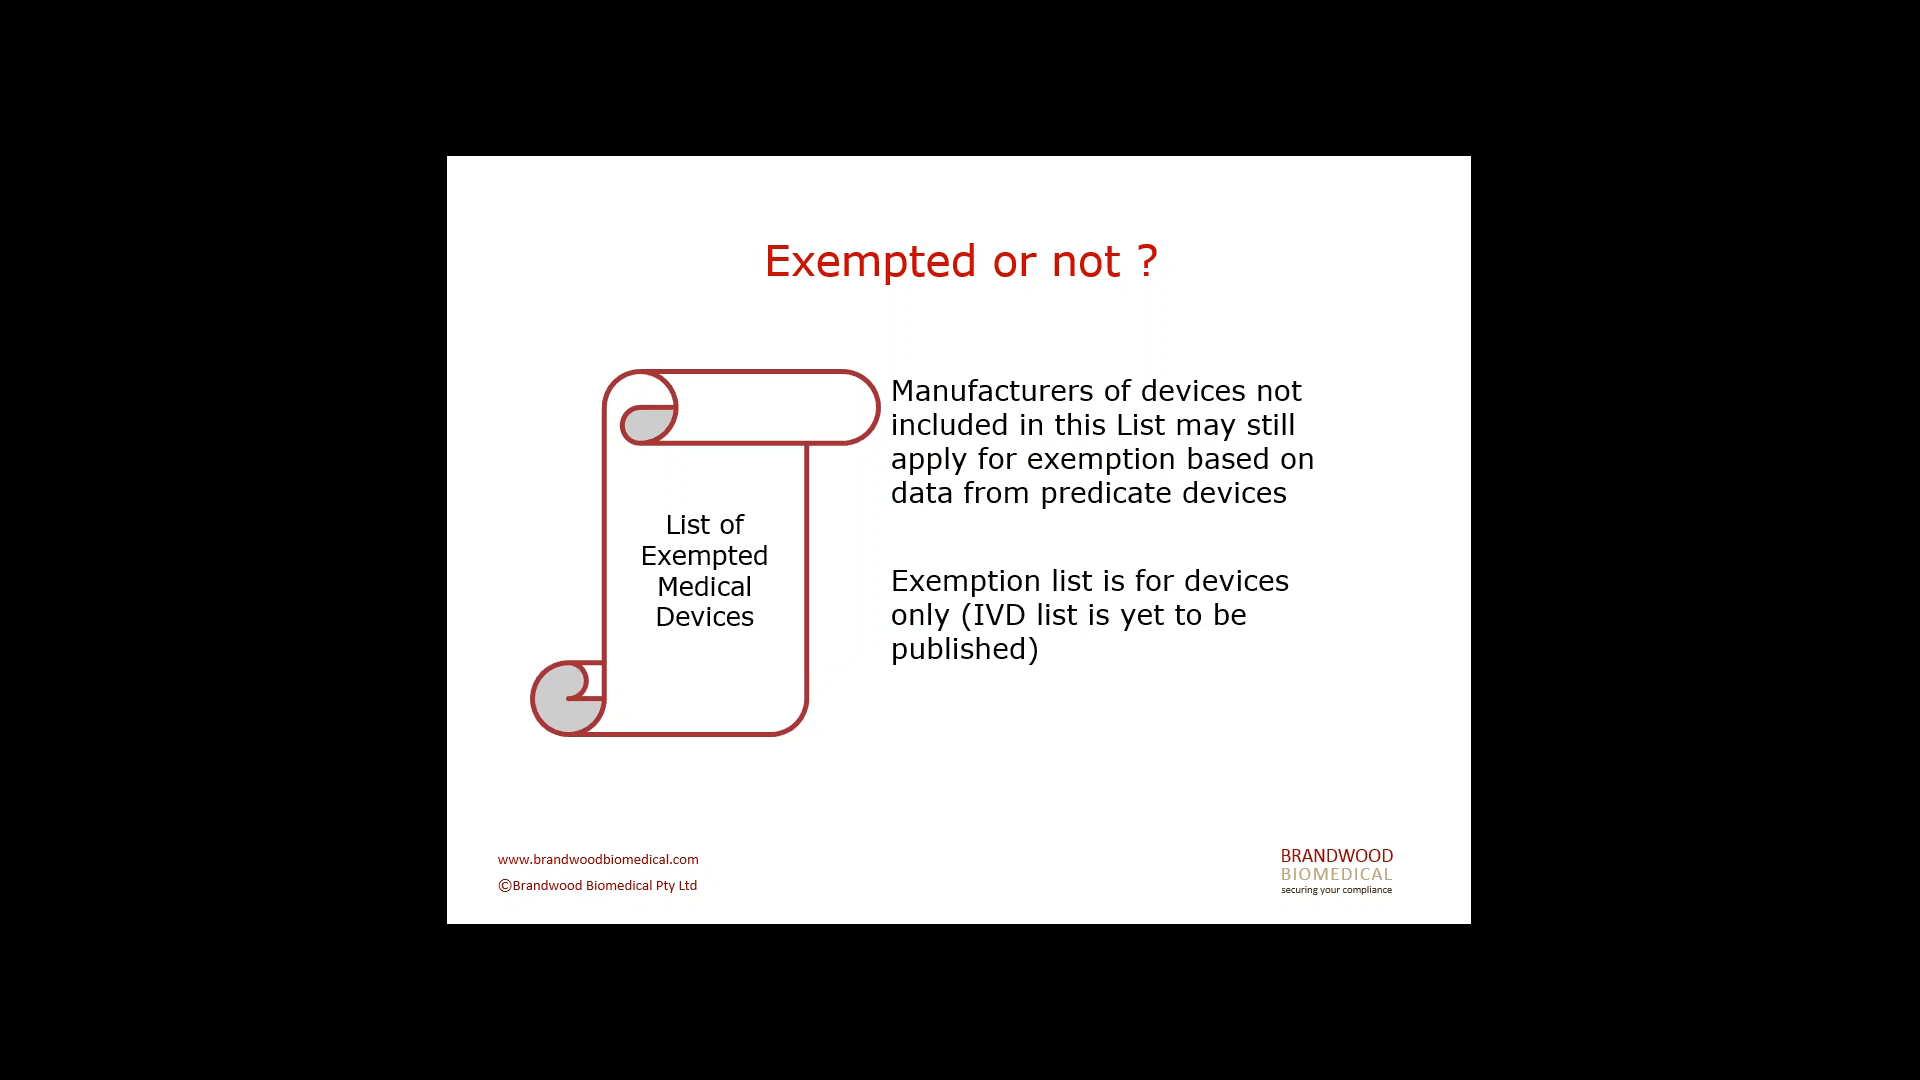 Exempted or not ?
List of
Exempted
Medical
Devices
Manufacturers of devices not
included in this List may still
apply for exemption based on
data from predicate devices
Exemption list is for devices
only (IVD list is yet to be
published)
www.brandwoodbiomedical.com
©Brandwood Biomedical Pty Ltd
BRANDWOOD
BIOMEDICAL
securing your compliance